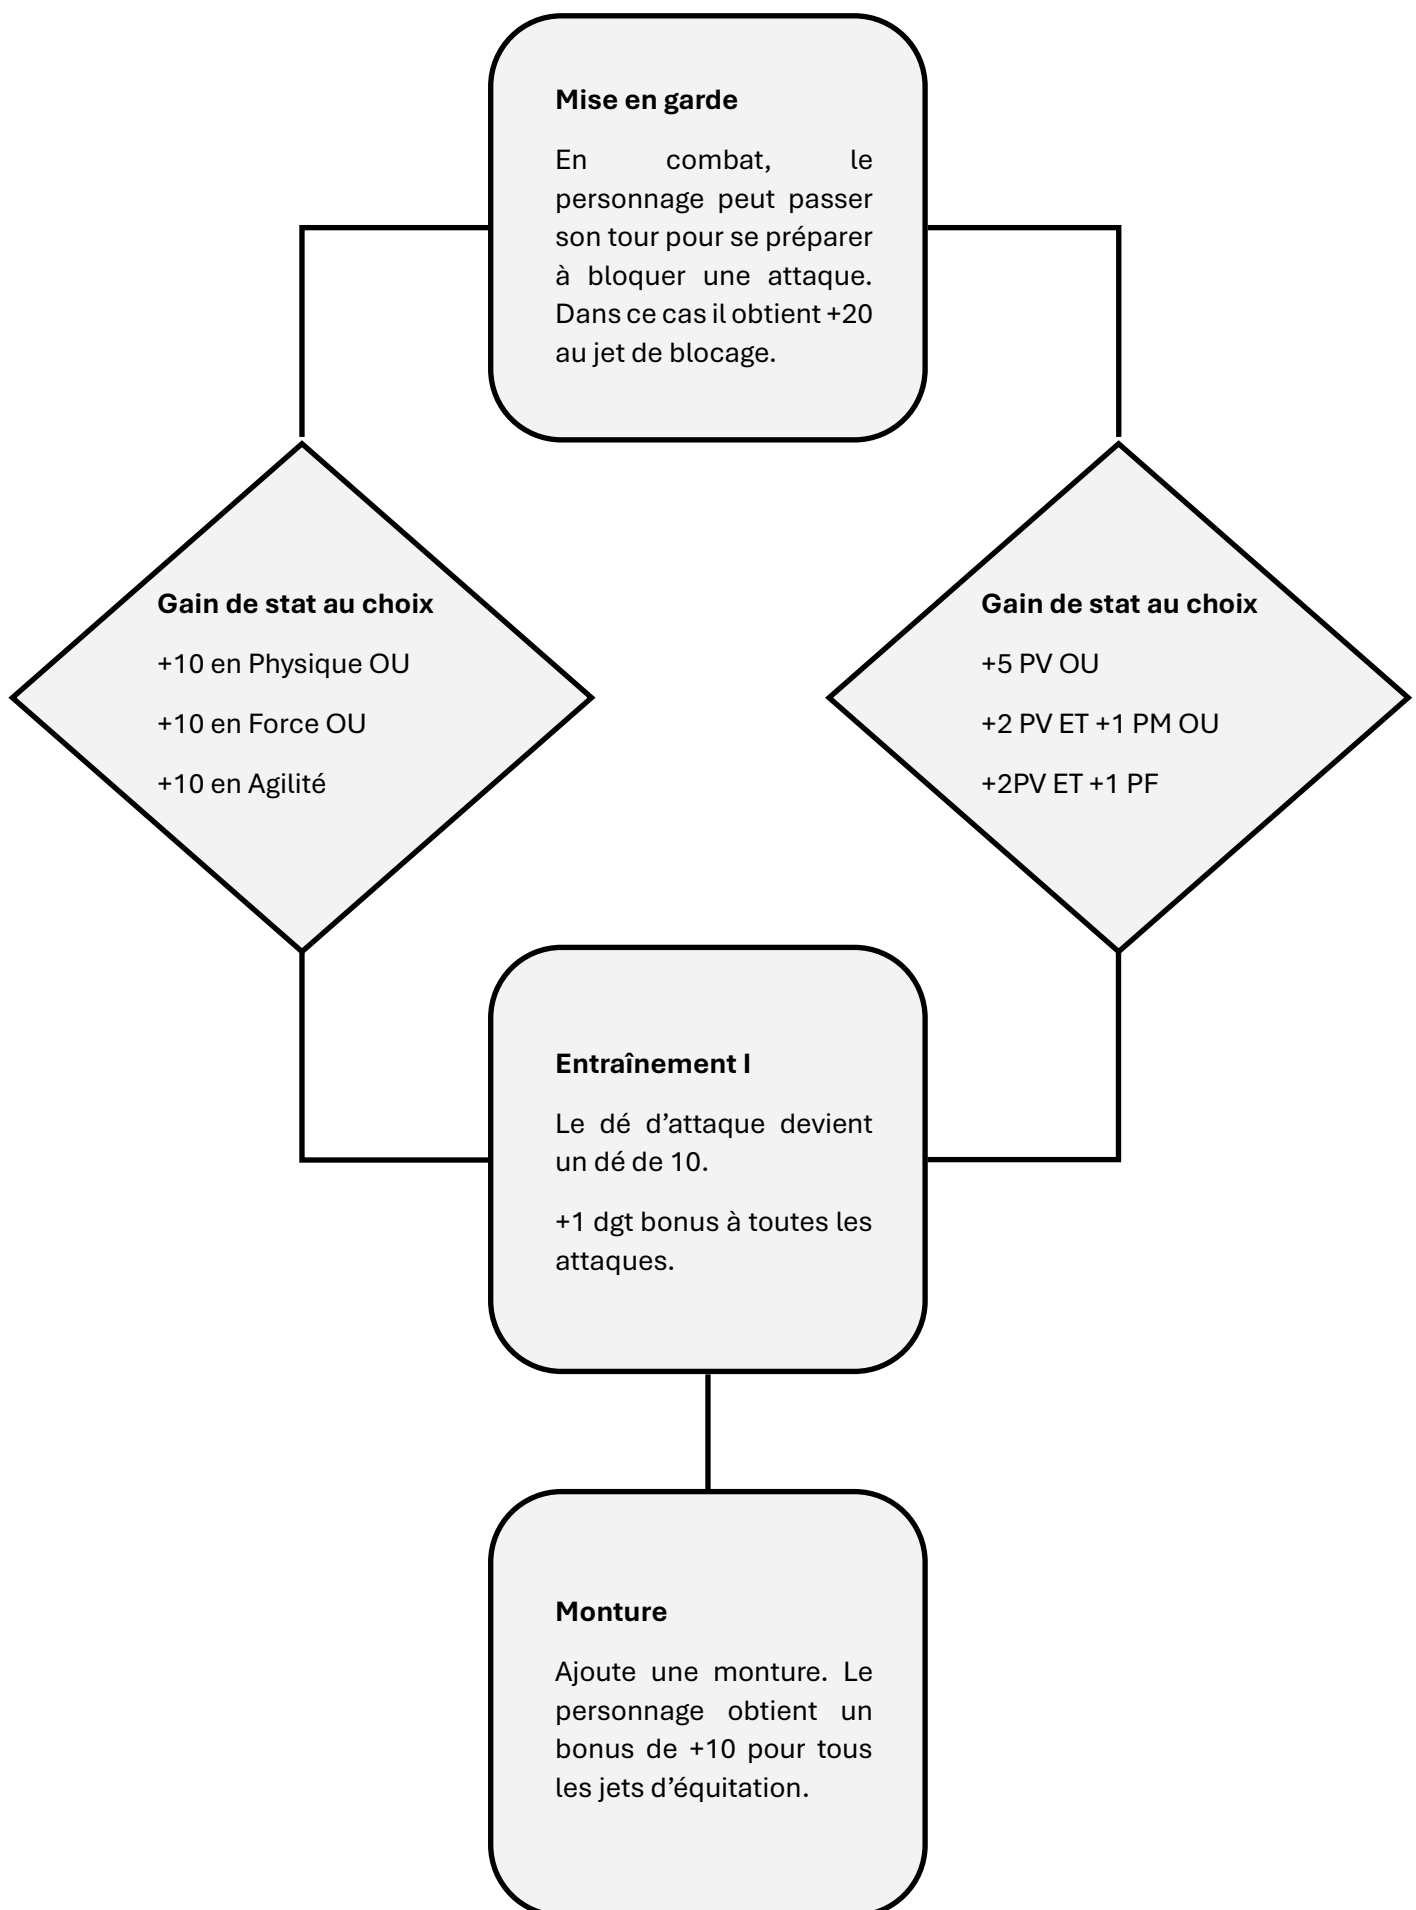 Mise en garde
En combat, le
personnage peut passer
son tour pour se préparer
à bloquer une attaque.
Dans ce cas il obtient +20
au jet de blocage.
Gain de stat au choix
+10 en Physique OU
+10 en Force OU
+10 en Agilité
Gain de stat au choix
+5 PV OU
+2 PV ET +1 PM OU
+2PV ET +1 PF
Entraînement I
Le dé d’attaque devient
un dé de 10.
+1 dgt bonus à toutes les
attaques.
Monture
Ajoute une monture. Le
personnage obtient un
bonus de +10 pour tous
les jets d’équitation.